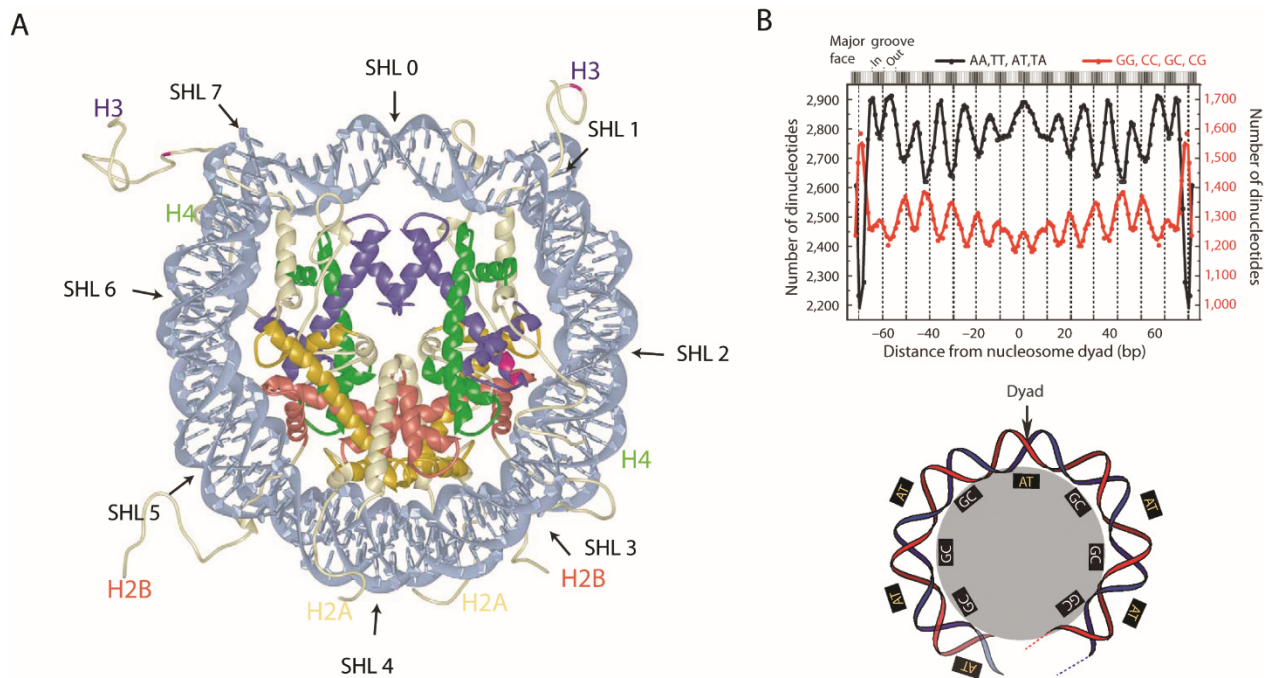 A
SHL 0
H3
SHL 7
H3
SHL 1
H4
SHL 6
SHL 2
H4
SHL 5
SHL 3
H2B
H2B
H2A
H2A
SHL 4
B
Major groove
face In Out
AA,TT, AT,TA
GG, CC, GC, CG
Number of dinucleotides
2,900
2,800
2,700
2,600
2,500
2,400
2,300
2,200
1,700
1,600
1,500
1,400
1,300
1,200
1,100
1,000
Number of dinucleotides
−60 −40 −20 0 20 40 60
Distance from nucleosome dyad (bp)
Dyad
AT
GC
AT
GC
AT
GC
GC
AT
GC
GC
AT
AT